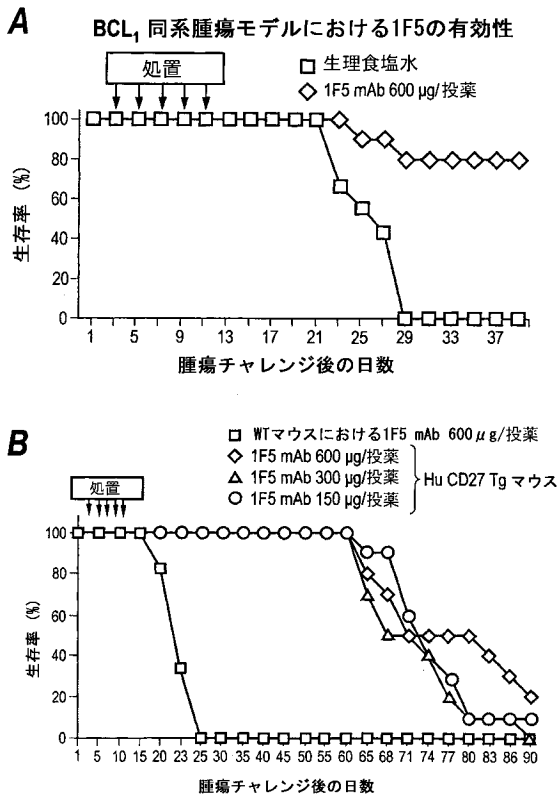 A
BCL1 同系腫瘍モデルにおける1F5の有効性
処置
生理食塩水
1F5 mAb 600 μg/投薬
100
80
60
40
20
0
生存率 (%)
1 5 9 13 17 21 25 29 33 37
腫瘍チャレンジ後の日数
B
WTマウスにおける1F5 mAb 600μg/投薬
1F5 mAb 600 μg/投薬
1F5 mAb 300 μg/投薬
1F5 mAb 150 μg/投薬
Hu CD27 Tg マウス
処置
100
80
60
40
20
0
生存率 (%)
1 5 10 15 20 23 25 30 35 40 45 50 55 60 65 68 71 74 77 80 83 86 90
腫瘍チャレンジ後の日数